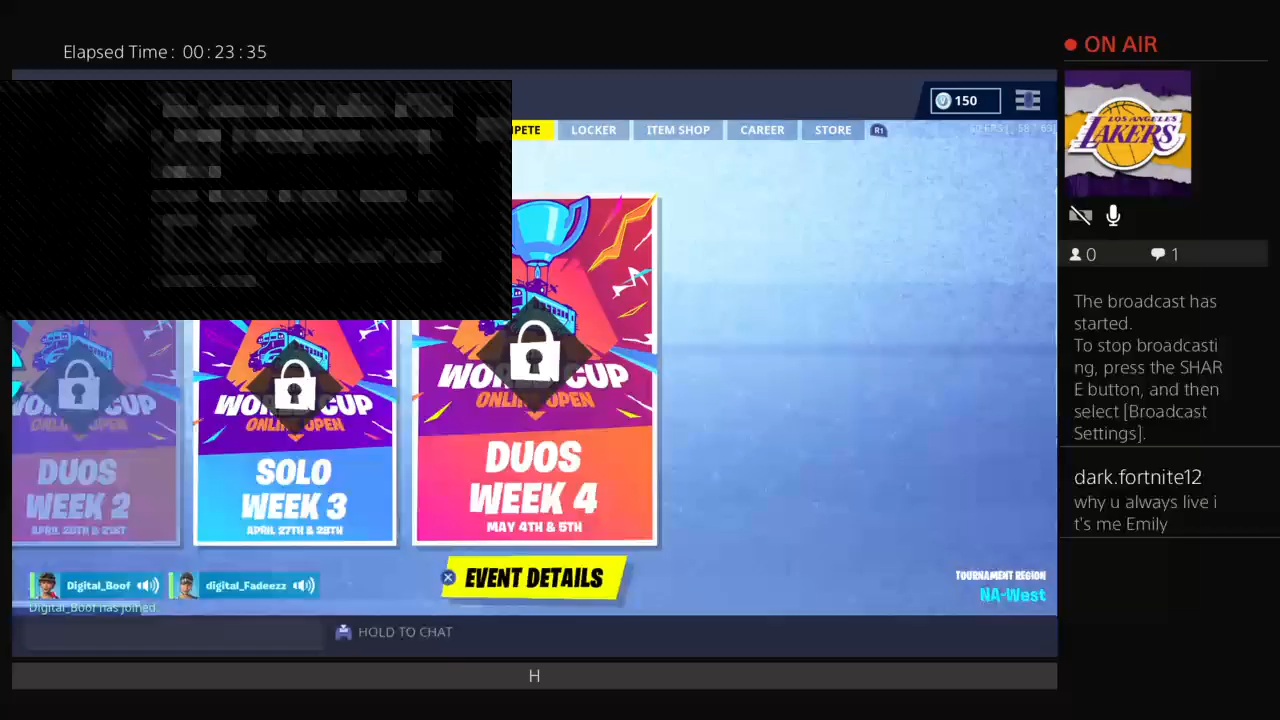 Elapsed Time: 00:23:35
ON AIR
150
LOCKER
ITEM SHOP
CAREER
STORE
R1
LOS ANGELES
LAKERS
0
1
The broadcast has
started.
To stop broadcasti
ng, press the SHAR
E button, and then
select [Broadcast
Settings].
dark.fortnite12
why u always live i
t's me Emily
CUP
DUOS
WEEK 2
APRIL 20TH & 21ST
WORLD CUP
ONLINE OPEN
SOLO
WEEK 3
APRIL 27TH & 28TH
WORLD CUP
ONLINE OPEN
DUOS
WEEK 4
MAY 4TH & 5TH
EVENT DETAILS
Digital_Boof
digital_Fadeezz
Digital_Boof has joined.
TOURNAMENT REGION
NA-West
HOLD TO CHAT
H